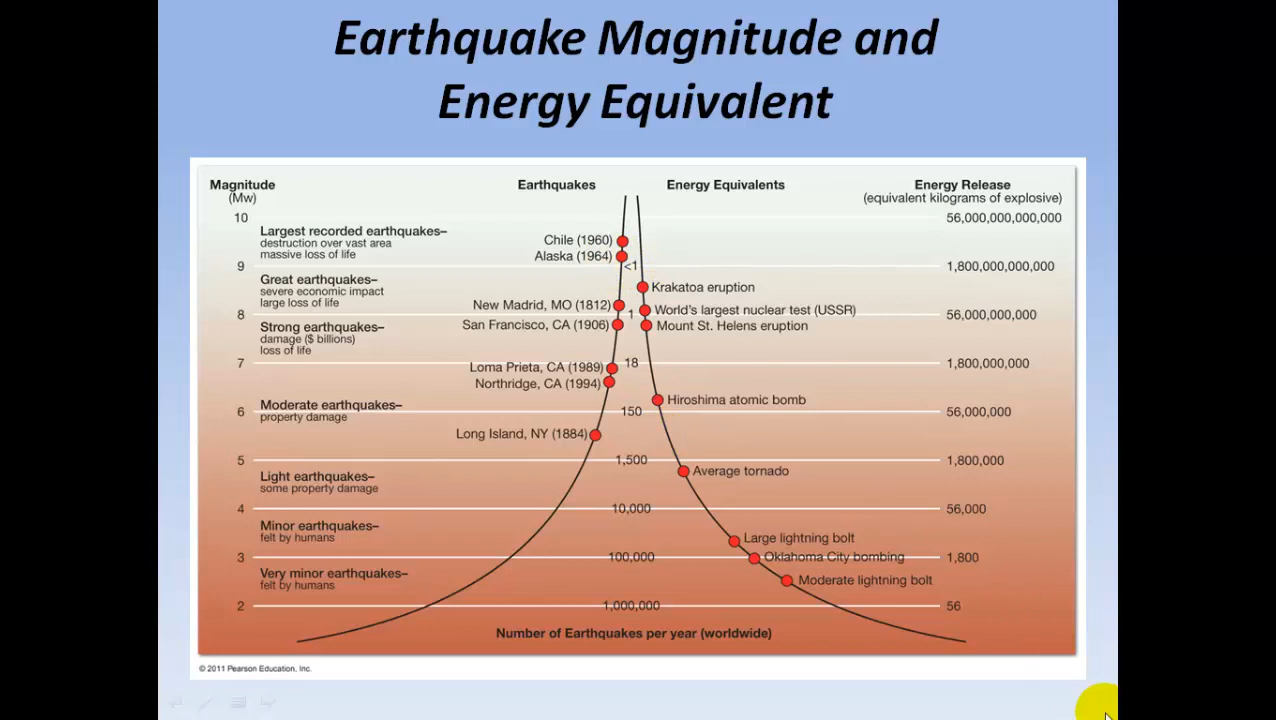 Earthquake Magnitude and
Energy Equivalent
Magnitude
(Mw)
Earthquakes
Energy Equivalents
Energy Release
(equivalent kilograms of explosive)
10
56,000,000,000,000
Largest recorded earthquakes–
destruction over vast area
massive loss of life
Chile (1960)
Alaska (1964)
9
<1
1,800,000,000,000
Great earthquakes–
severe economic impact
large loss of life
Krakatoa eruption
New Madrid, MO (1812)
World's largest nuclear test (USSR)
8
1
56,000,000,000
Strong earthquakes–
damage ($ billions)
loss of life
San Francisco, CA (1906)
Mount St. Helens eruption
7
18
1,800,000,000
Loma Prieta, CA (1989)
Northridge, CA (1994)
Moderate earthquakes–
property damage
Hiroshima atomic bomb
6
150
56,000,000
Long Island, NY (1884)
5
1,500
1,800,000
Light earthquakes–
some property damage
Average tornado
4
10,000
56,000
Minor earthquakes–
felt by humans
Large lightning bolt
3
100,000
Oklahoma City bombing
1,800
Very minor earthquakes–
felt by humans
Moderate lightning bolt
2
1,000,000
56
Number of Earthquakes per year (worldwide)
© 2011 Pearson Education, Inc.